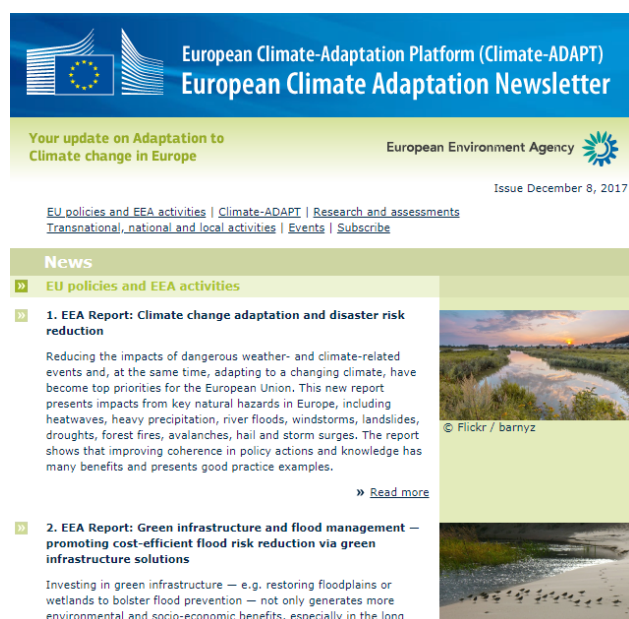 European Climate-Adaptation Platform (Climate-ADAPT)
European Climate Adaptation Newsletter
Your update on Adaptation to
Climate change in Europe
European Environment Agency
Issue December 8, 2017
EU policies and EEA activities | Climate-ADAPT | Research and assessments
Transnational, national and local activities | Events | Subscribe
News
» EU policies and EEA activities
» 1. EEA Report: Climate change adaptation and disaster risk
reduction
Reducing the impacts of dangerous weather- and climate-related
events and, at the same time, adapting to a changing climate, have
become top priorities for the European Union. This new report
presents impacts from key natural hazards in Europe, including
heatwaves, heavy precipitation, river floods, windstorms, landslides,
droughts, forest fires, avalanches, hail and storm surges. The report
shows that improving coherence in policy actions and knowledge has
many benefits and presents good practice examples.
© Flickr / barnyz
» Read more
» 2. EEA Report: Green infrastructure and flood management —
promoting cost-efficient flood risk reduction via green
infrastructure solutions
Investing in green infrastructure — e.g. restoring floodplains or
wetlands to bolster flood prevention — not only generates more
environmental and socio-economic benefits, especially in the long